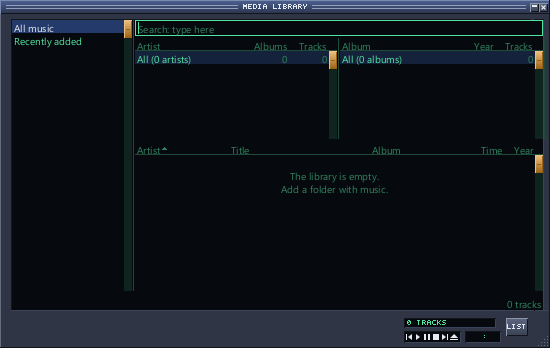 MEDIA LIBRARY
All music
Recently added
Search: type here
Artist Albums Tracks
All (0 artists) 0 0
Album Year Tracks
All (0 albums) 0
Artist Title Album Time Year
The library is empty.
Add a folder with music.
0 tracks
0 TRACKS
:
LIST